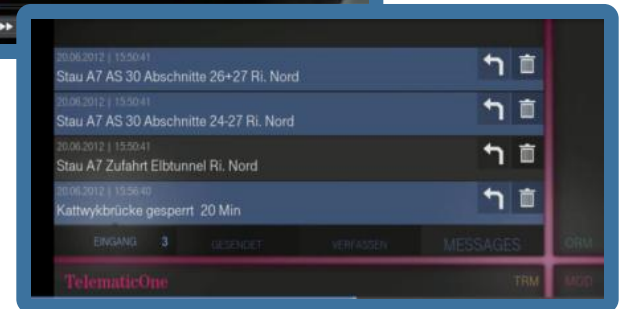 20.06.2012 | 15:50:41
Stau A7 AS 30 Abschnitte 26+27 Ri. Nord
20.06.2012 | 15:50:41
Stau A7 AS 30 Abschnitte 24-27 Ri. Nord
20.06.2012 | 15:50:41
Stau A7 Zufahrt Elbtunnel Ri. Nord
20.06.2012 | 15:56:40
Kattwykbrücke gesperrt 20 Min
EINGANG 3 GESENDET VERFASSEN MESSAGES ORM
TelematicOne TRM MOD